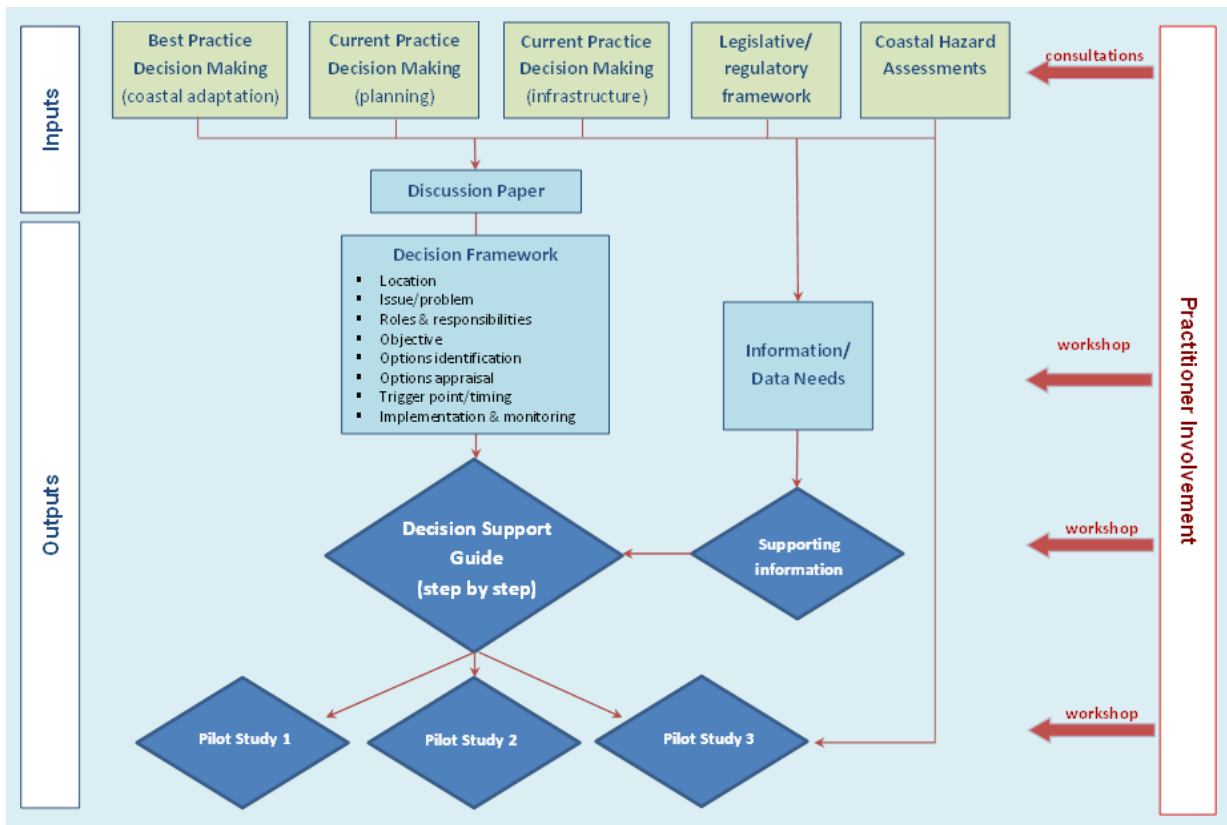 Inputs
Best Practice
Decision Making
(coastal adaptation)
Current Practice
Decision Making
(planning)
Current Practice
Decision Making
(infrastructure)
Legislative/
regulatory
framework
Coastal Hazard
Assessments
consultations
Discussion Paper
Outputs
Decision Framework
▪ Location
▪ Issue/problem
▪ Roles & responsibilities
▪ Objective
▪ Options identification
▪ Options appraisal
▪ Trigger point/timing
▪ Implementation & monitoring
Information/
Data Needs
workshop
Practitioner Involvement
Decision Support
Guide
(step by step)
Supporting
information
workshop
Pilot Study 1
Pilot Study 2
Pilot Study 3
workshop